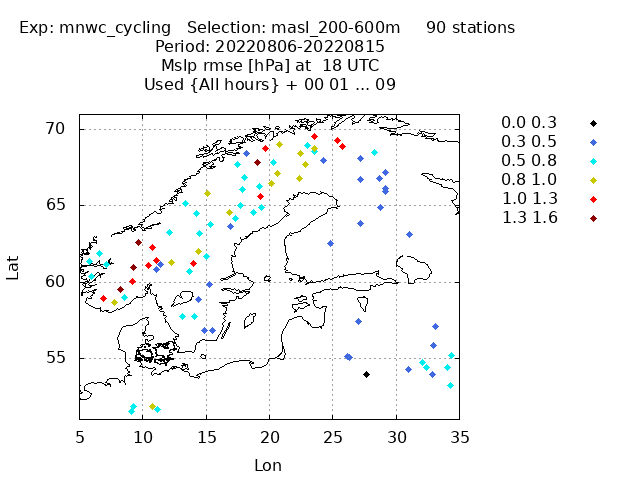 Exp: mnwc_cycling Selection: masl_200-600m 90 stations
Period: 20220806-20220815
Mslp rmse [hPa] at 18 UTC
Used {All hours} + 00 01 ... 09
0.0 0.3
0.3 0.5
0.5 0.8
0.8 1.0
1.0 1.3
1.3 1.6
70
65
60
55
Lat
5 10 15 20 25 30 35
Lon